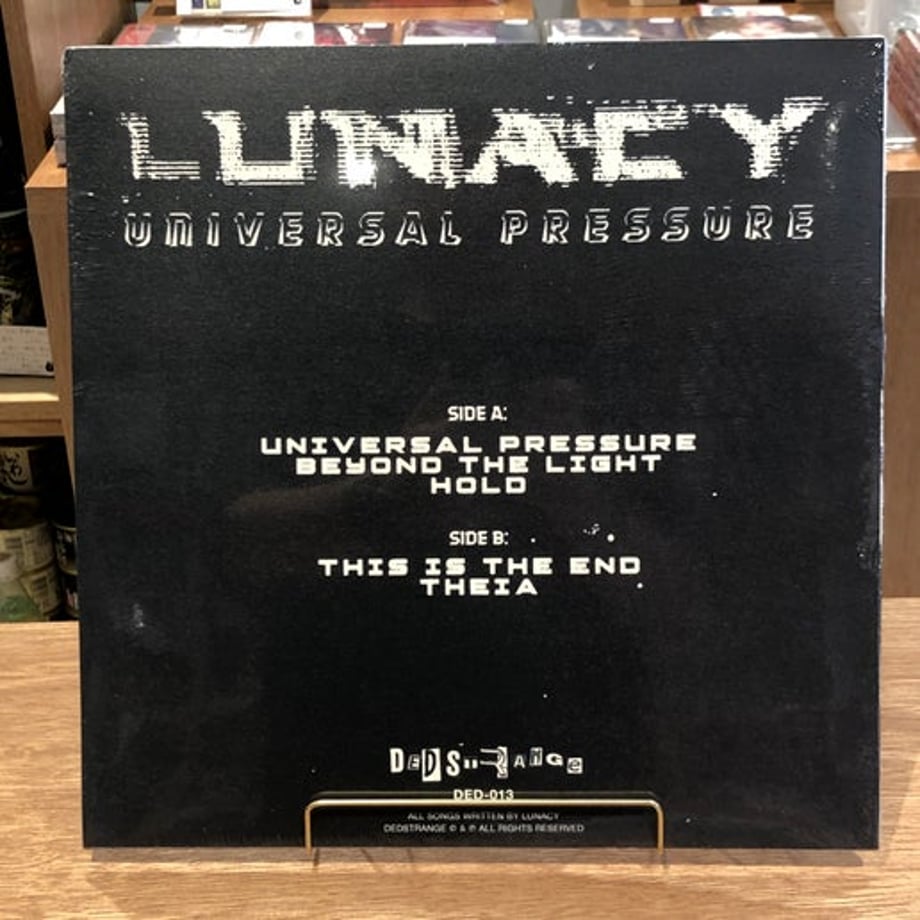 LUNACY
UNIVERSAL PRESSURE
SIDE A:
UNIVERSAL PRESSURE
BEYOND THE LIGHT
HOLD
SIDE B:
THIS IS THE END
THEIA
DEDSTRANGE
DED-013
ALL SONGS WRITTEN BY LUNACY
DEDSTRANGE © & ℗ ALL RIGHTS RESERVED